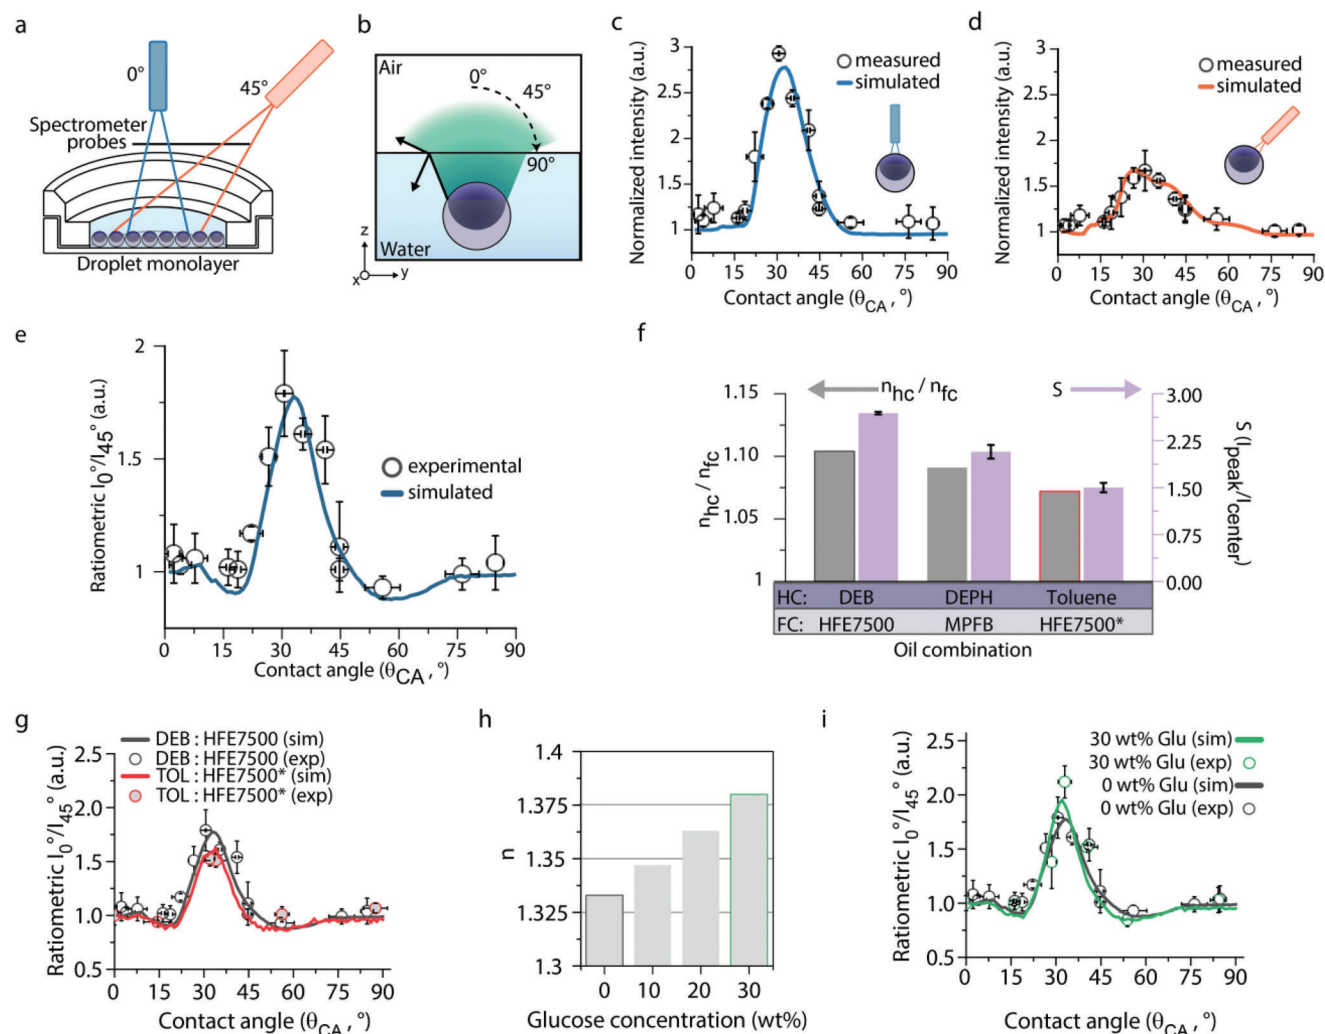 a
0°
45°
Spectrometer
probes
Droplet monolayer
b
Air
0°
45°
90°
Water
z
x
y
c
Normalized intensity (a.u.)
3
2.5
2
1.5
1
measured
simulated
0 15 30 45 60 75 90
Contact angle (θCA , °)
d
Normalized intensity (a.u.)
3
2.5
2
1.5
1
measured
simulated
0 15 30 45 60 75 90
Contact angle (θCA , °)
e
Ratiometric I0°/I45° (a.u.)
2
1.5
1
experimental
simulated
0 15 30 45 60 75 90
Contact angle (θCA , °)
f
nhc / nfc
S
nhc / nfc
1.15
1.10
1.05
1
3.00
2.25
1.50
0.75
0.00
S (Ipeak/Icenter)
HC: DEB DEPH Toluene
FC: HFE7500 MPFB HFE7500*
Oil combination
g
DEB : HFE7500 (sim)
DEB : HFE7500 (exp)
TOL : HFE7500* (sim)
TOL : HFE7500* (exp)
Ratiometric I0°/I45° (a.u.)
2.5
2.0
1.5
1.0
0.5
0 15 30 45 60 75 90
Contact angle (θCA , °)
h
n
1.4
1.375
1.35
1.325
1.3
0 10 20 30
Glucose concentration (wt%)
i
30 wt% Glu (sim)
30 wt% Glu (exp)
0 wt% Glu (sim)
0 wt% Glu (exp)
Ratiometric I0°/I45° (a.u.)
2.5
2.0
1.5
1.0
0.5
0 15 30 45 60 75 90
Contact angle (θCA , °)